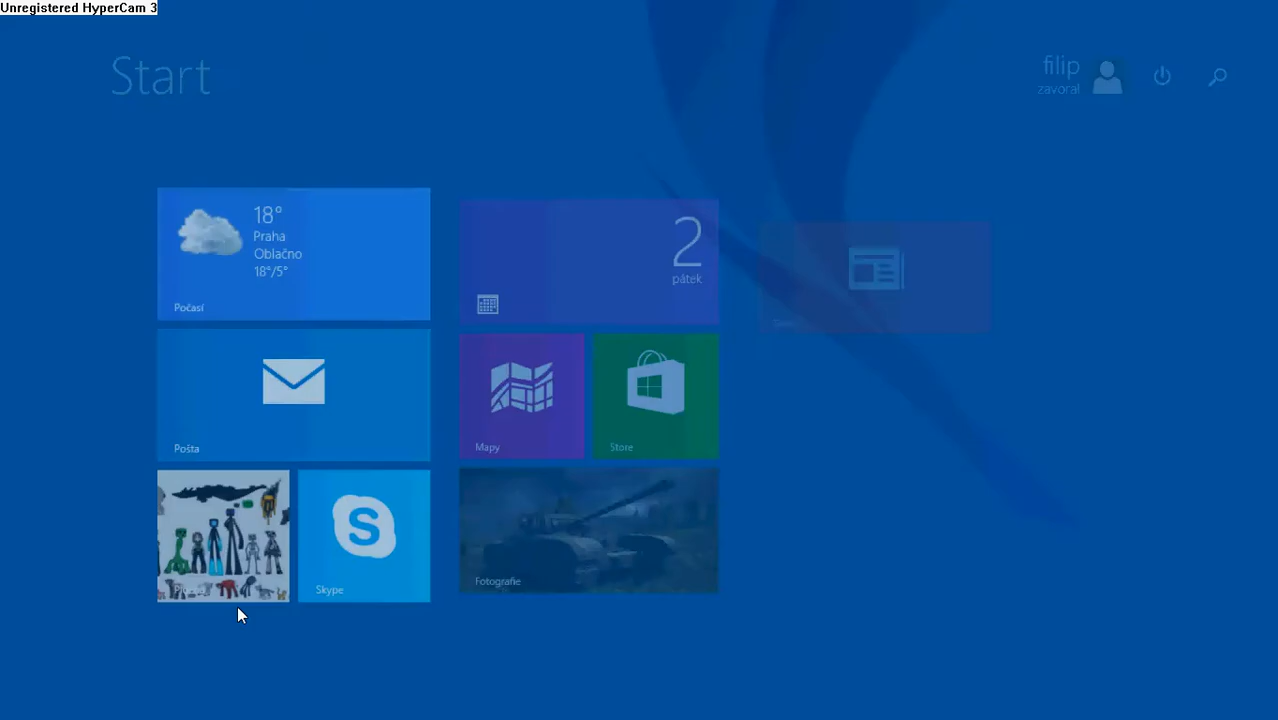 Unregistered HyperCam 3
Start
filip
zavoral
18°
Praha
Oblačno
18°/5°
Počasí
2
pátek
Pošta
Mapy
Store
Skype
Fotografie